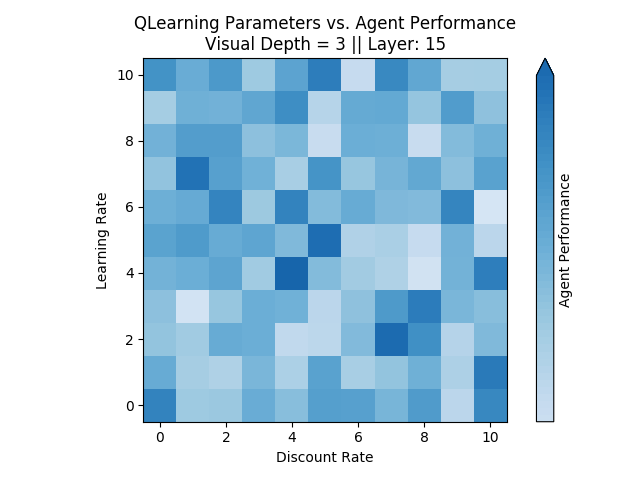 QLearning Parameters vs. Agent Performance
Visual Depth = 3 || Layer: 15
10
8
6
4
2
0
Learning Rate
0 2 4 6 8 10
Discount Rate
Agent Performance